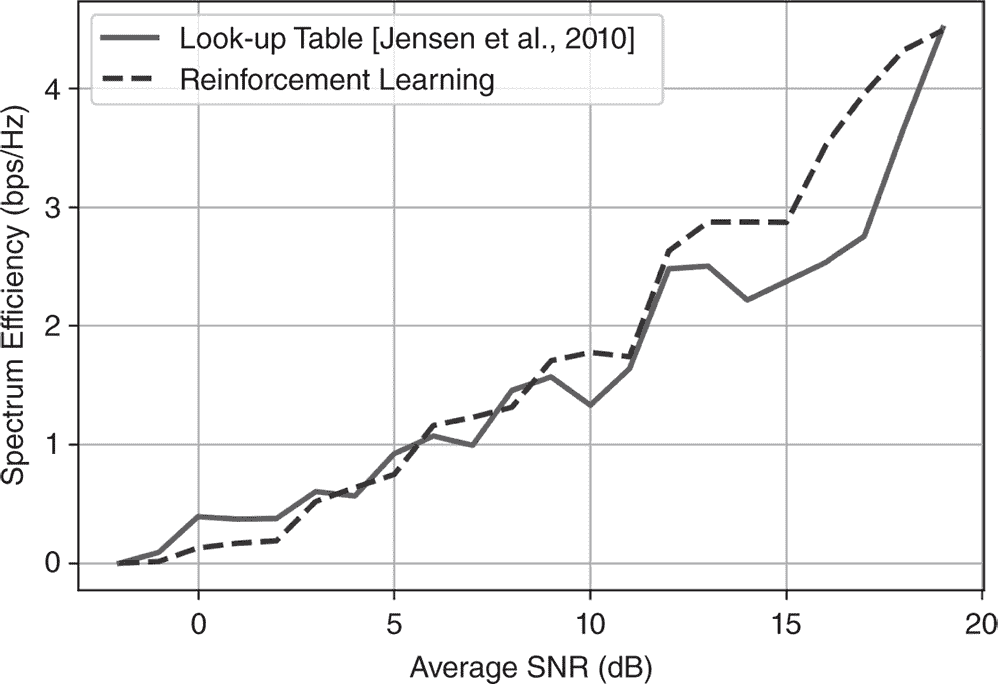 Look-up Table [Jensen et al., 2010]
Reinforcement Learning
Spectrum Efficiency (bps/Hz)
4
3
2
1
0
0 5 10 15 20
Average SNR (dB)